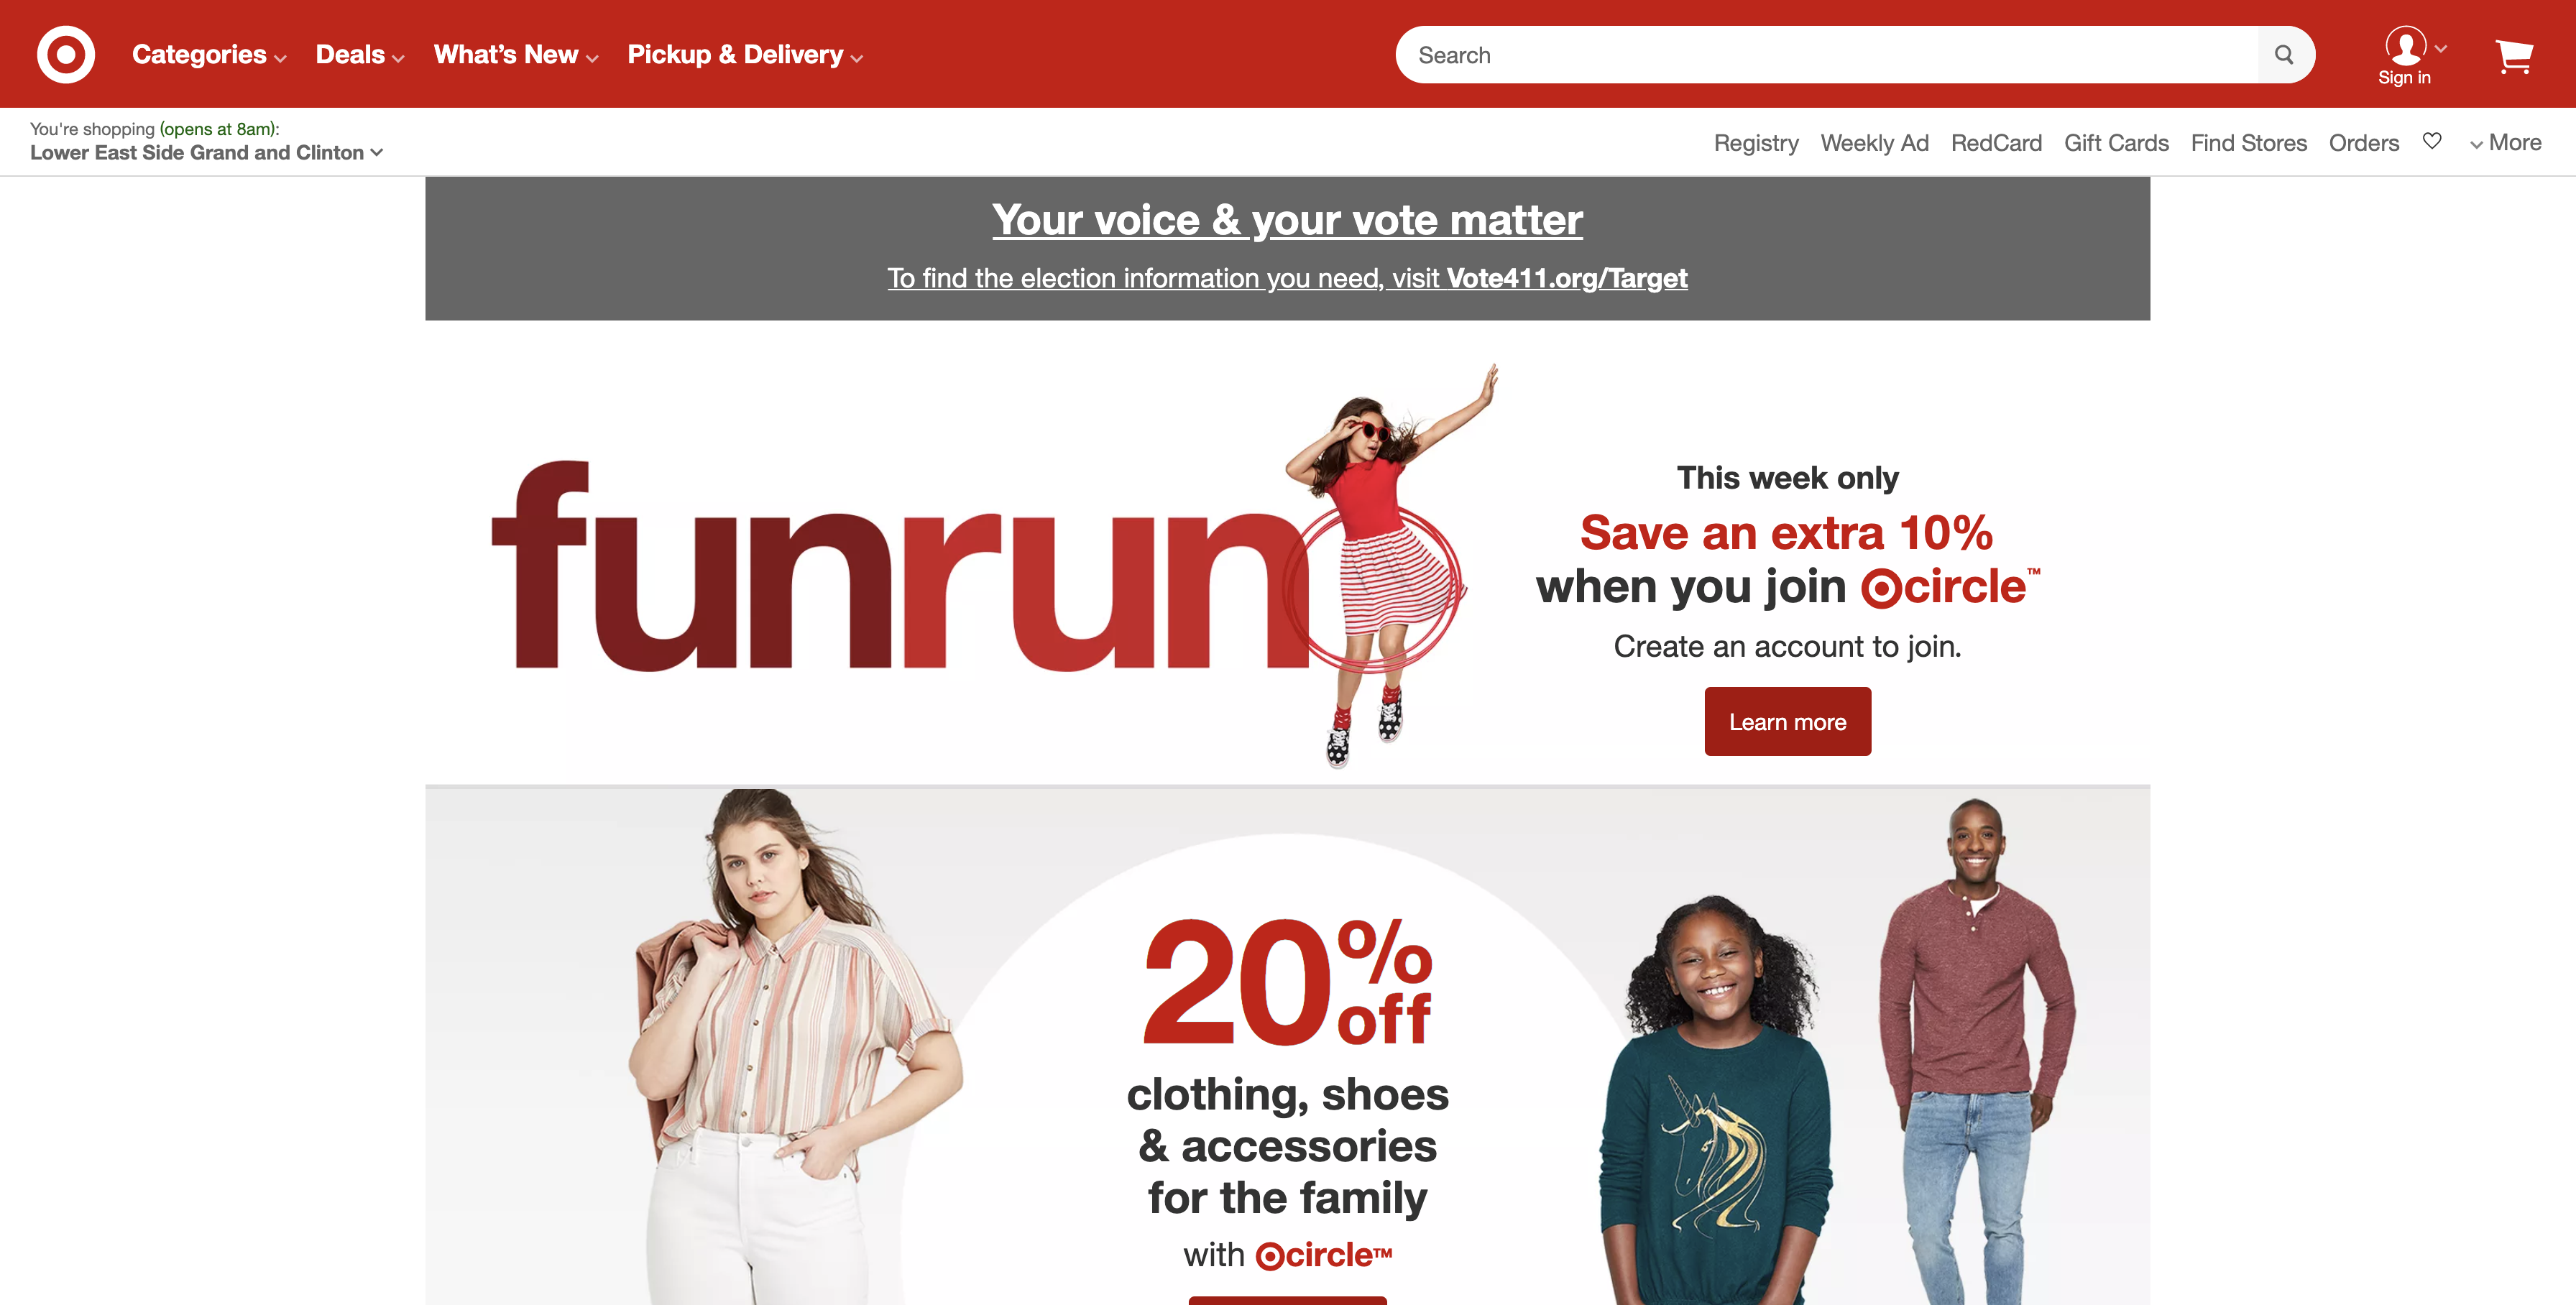 Categories Deals What's New Pickup & Delivery Search Sign in
You're shopping (opens at 8am):
Lower East Side Grand and Clinton
Registry Weekly Ad RedCard Gift Cards Find Stores Orders More
Your voice & your vote matter
To find the election information you need, visit Vote411.org/Target
funrun
This week only
Save an extra 10%
when you join circle™
Create an account to join.
Learn more
20% off
clothing, shoes
& accessories
for the family
with circle™